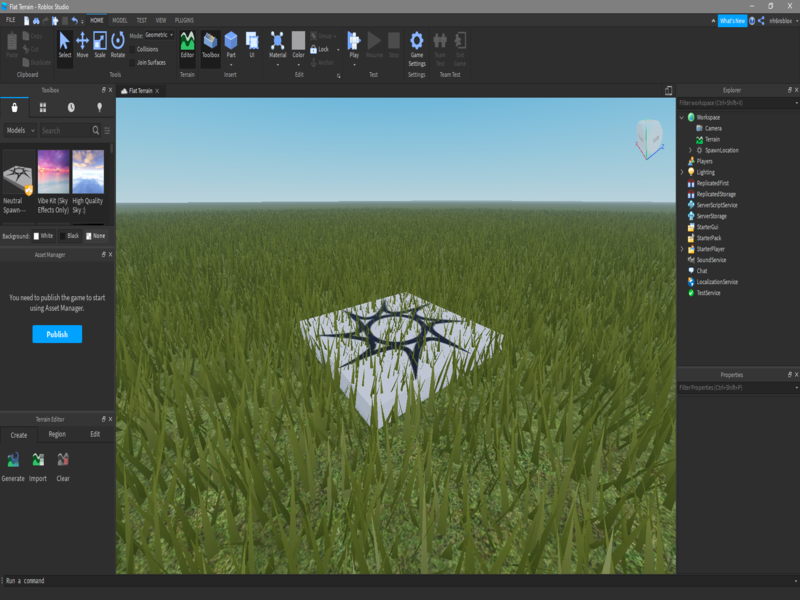 Flat Terrain - Roblox Studio
FILE HOME MODEL TEST VIEW PLUGINS
What's New nhbroblox
Paste Copy Cut Duplicate
Select Move Scale Rotate
Mode: Geometric
Collisions
Join Surfaces
Editor Toolbox Part UI
Material Color
Group
Lock
Anchor
Play Resume Stop
Game Settings
Team Test
Exit Game
Clipboard Tools Terrain Insert Edit Test Settings Team Test
Toolbox
Models Search
Neutral Spawn...
Vibe Kit (Sky Effects Only)
High Quality Sky :)
Background: White Black None
Asset Manager
You need to publish the game to start
using Asset Manager.
Publish
Terrain Editor
Create Region Edit
Generate Import Clear
Flat Terrain
Explorer
Filter workspace (Ctrl+Shift+X)
Workspace
Camera
Terrain
SpawnLocation
Players
Lighting
ReplicatedFirst
ReplicatedStorage
ServerScriptService
ServerStorage
StarterGui
StarterPack
StarterPlayer
SoundService
Chat
LocalizationService
TestService
Properties
Filter Properties (Ctrl+Shift+P)
Run a command